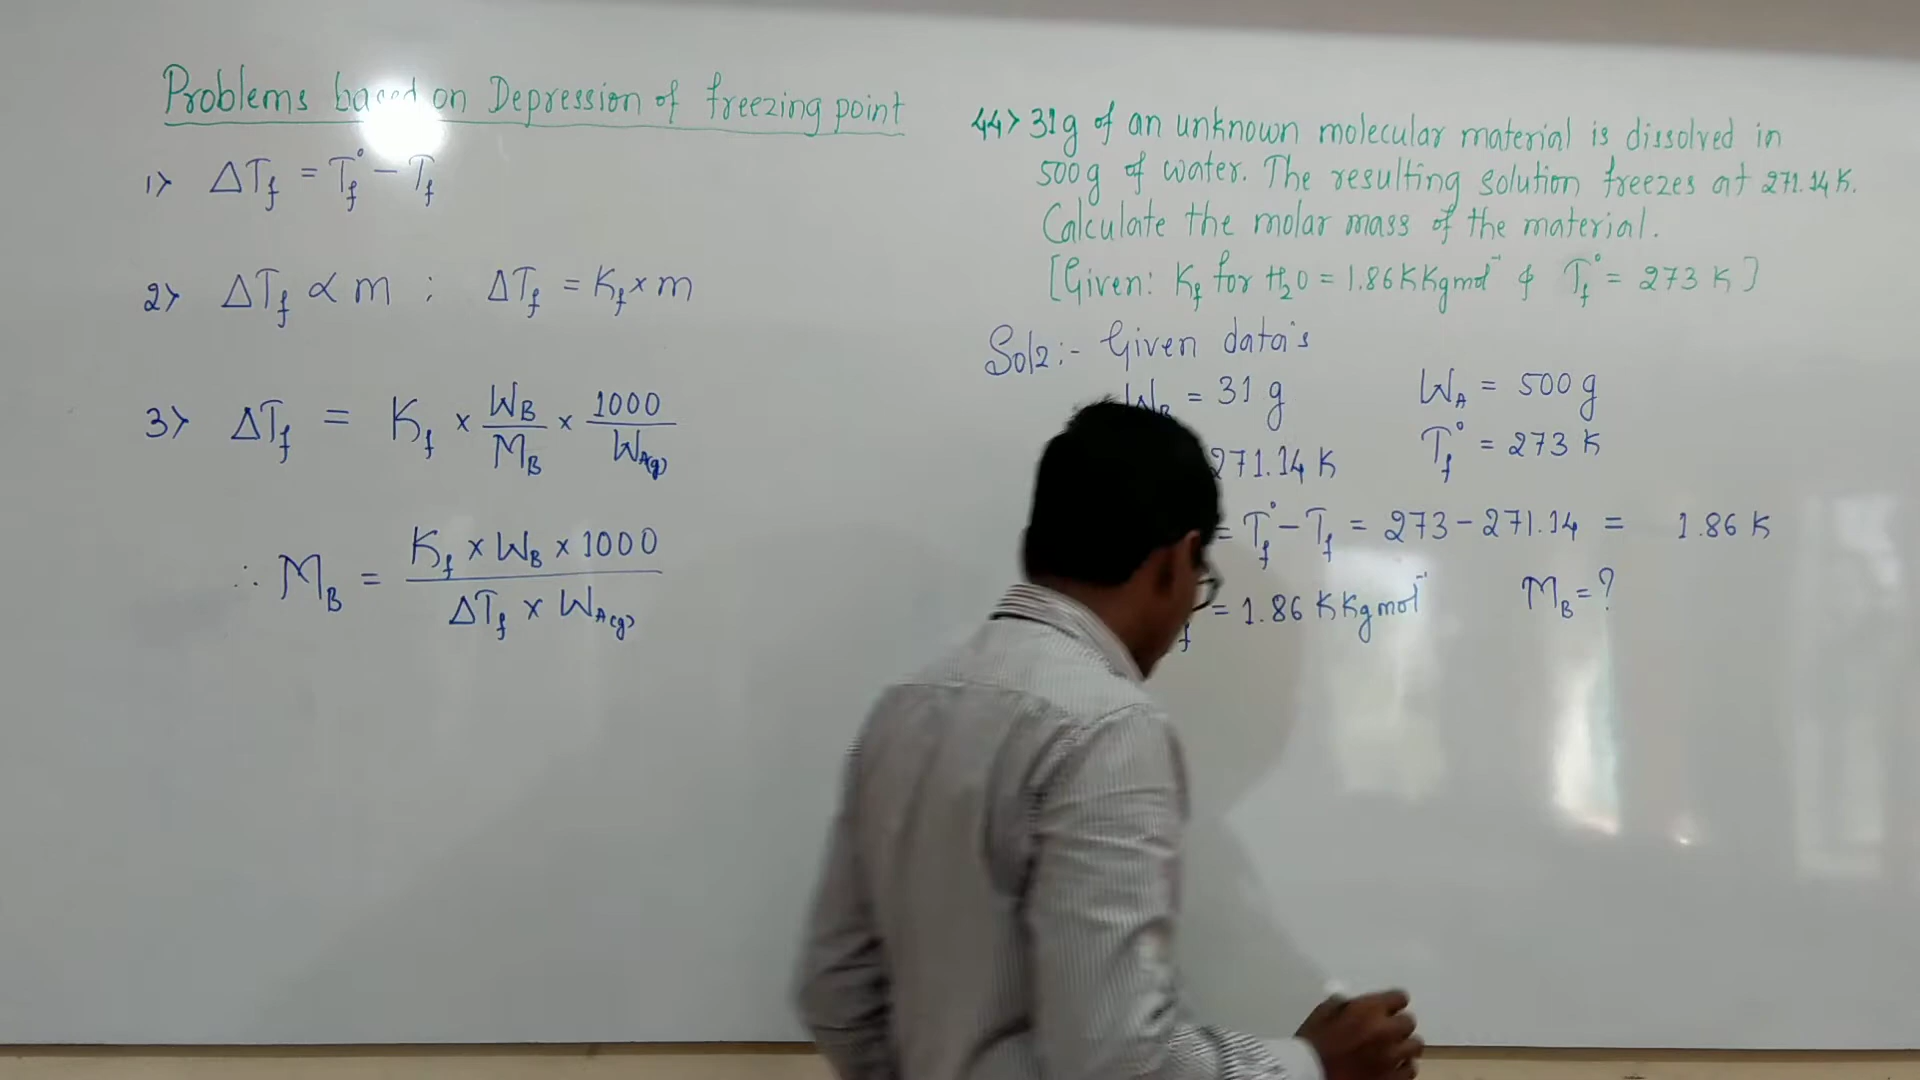 Problems based on Depression of freezing point
1> ΔTf = Tf° - Tf
2> ΔTf ∝ m ; ΔTf = Kf × m
3> ΔTf = Kf × WB/MB × 1000/WA(g)
∴ MB = Kf × WB × 1000 / ΔTf × WA(g)
44> 31g of an unknown molecular material is dissolved in
500g of water. The resulting solution freezes at 271.14 K.
Calculate the molar mass of the material.
[Given: Kf for H2O = 1.86 K Kg mol⁻¹ & Tf° = 273 K]
Given data's
WB = 31 g WA = 500 g
271.14 K Tf° = 273 K
= Tf° - Tf = 273 - 271.14 = 1.86 K
f = 1.86 K Kg mol⁻¹ MB = ?